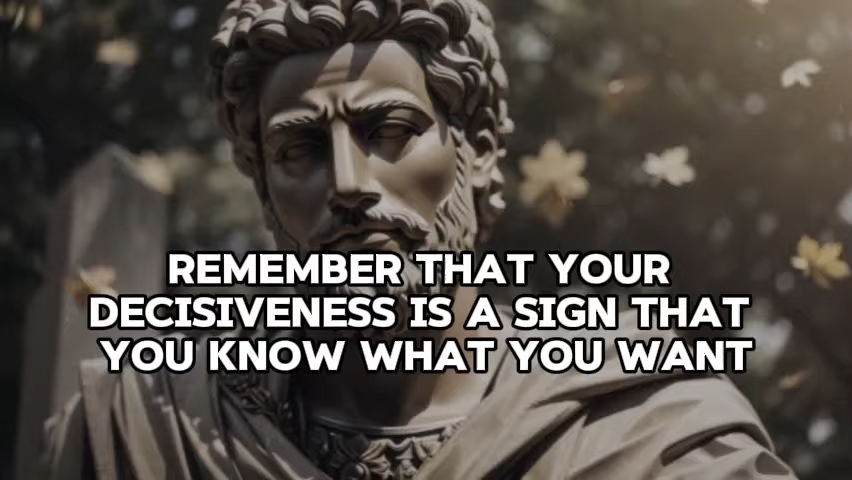 REMEMBER THAT YOUR
DECISIVENESS IS A SIGN THAT
YOU KNOW WHAT YOU WANT